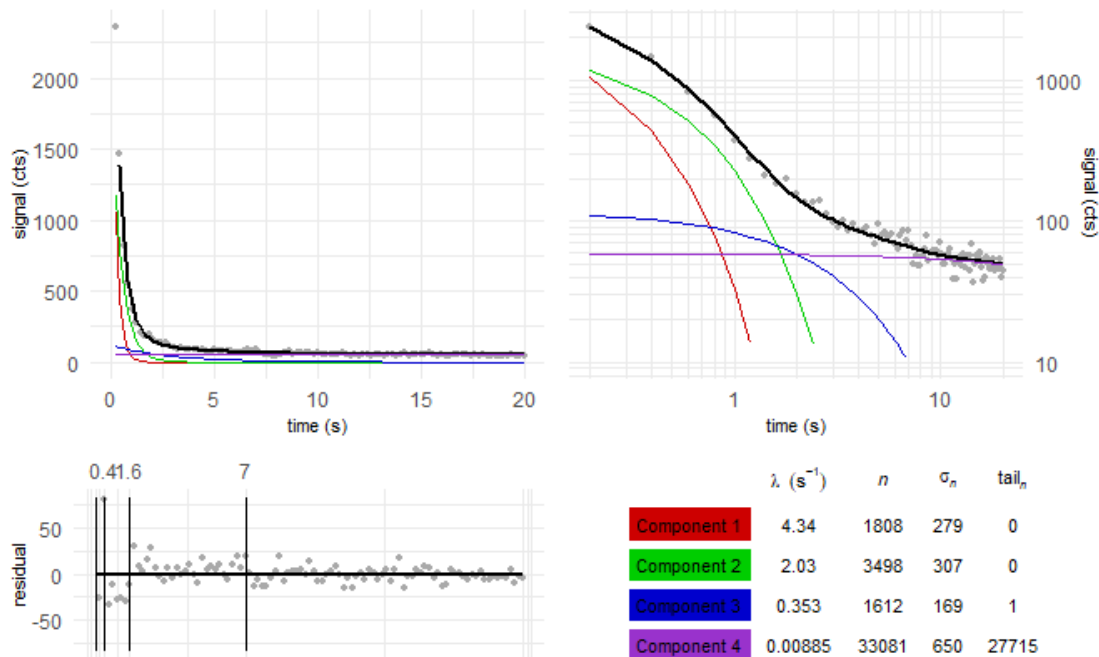 2000
1500
1000
500
0
signal (cts)
0 5 10 15 20
time (s)
1000
100
10
signal (cts)
1 10
time (s)
0.41.6 7
50
0
-50
residual
λ (s⁻¹) n σₙ tailₙ
Component 1 4.34 1808 279 0
Component 2 2.03 3498 307 0
Component 3 0.353 1612 169 1
Component 4 0.00885 33081 650 27715